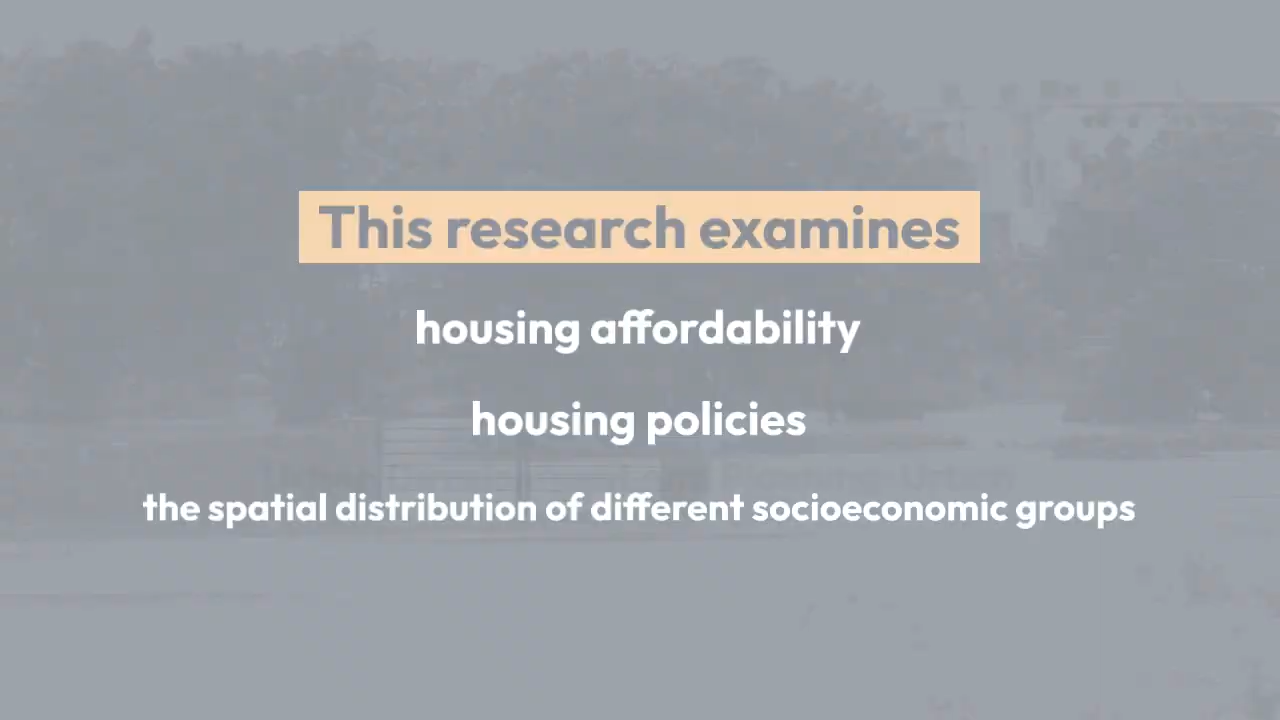 This research examines
housing affordability
housing policies
the spatial distribution of different socioeconomic groups